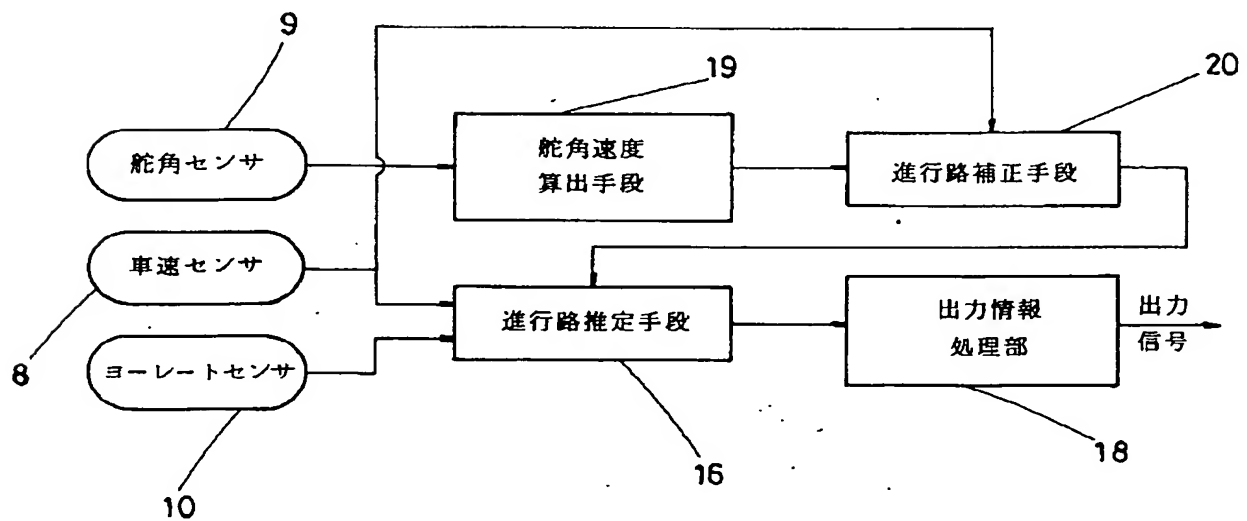 9
19
20
舵角センサ
舵角速度
算出手段
進行路補正手段
車速センサ
進行路推定手段
出力情報
処理部
出力
信号
8
ヨーレートセンサ
10
16
18